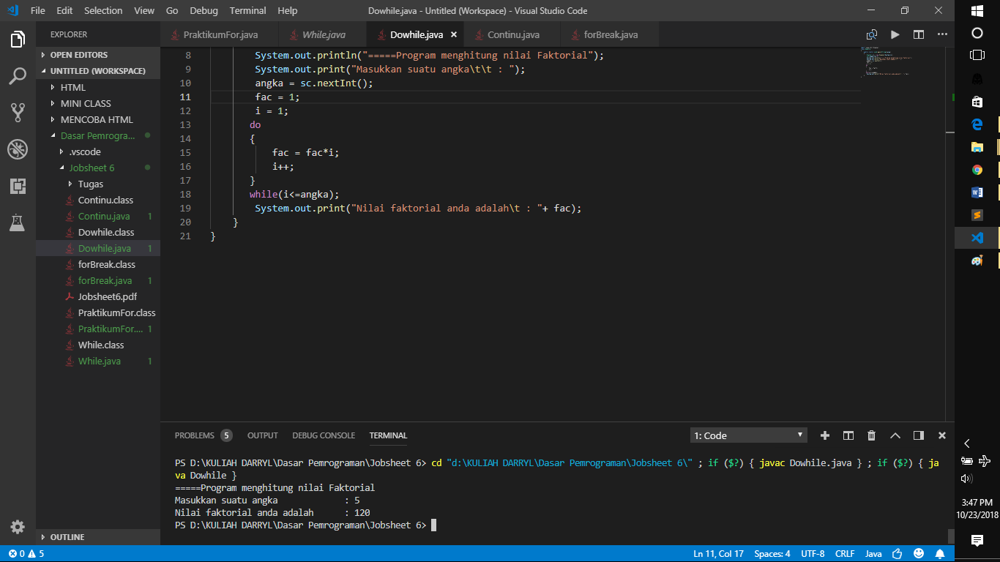 File Edit Selection View Go Debug Terminal Help
Dowhile.java - Untitled (Workspace) - Visual Studio Code
EXPLORER
OPEN EDITORS
UNTITLED (WORKSPACE)
HTML
MINI CLASS
MENCOBA HTML
Dasar Pemrogra...
.vscode
Jobsheet 6
Tugas
Continu.class
Continu.java 1
Dowhile.class
Dowhile.java 1
forBreak.class
forBreak.java 1
Jobsheet6.pdf
PraktikumFor.class
PraktikumFor.... 1
While.class
While.java 1
OUTLINE
PraktikumFor.java While.java Dowhile.java Continu.java forBreak.java
8 System.out.println("=====Program menghitung nilai Faktorial");
9 System.out.print("Masukkan suatu angka\t\t : ");
10 angka = sc.nextInt();
11 fac = 1;
12 i = 1;
13 do
14 {
15 fac = fac*i;
16 i++;
17 }
18 while(i<=angka);
19 System.out.print("Nilai faktorial anda adalah\t : "+ fac);
20 }
21 }
PROBLEMS 5 OUTPUT DEBUG CONSOLE TERMINAL
1: Code
PS D:\KULIAH DARRYL\Dasar Pemrograman\Jobsheet 6> cd "d:\KULIAH DARRYL\Dasar Pemrograman\Jobsheet 6\" ; if ($?) { javac Dowhile.java } ; if ($?) { ja
va Dowhile }
=====Program menghitung nilai Faktorial
Masukkan suatu angka : 5
Nilai faktorial anda adalah : 120
PS D:\KULIAH DARRYL\Dasar Pemrograman\Jobsheet 6>
0 5
Ln 11, Col 17 Spaces: 4 UTF-8 CRLF Java
3:47 PM
10/23/2018